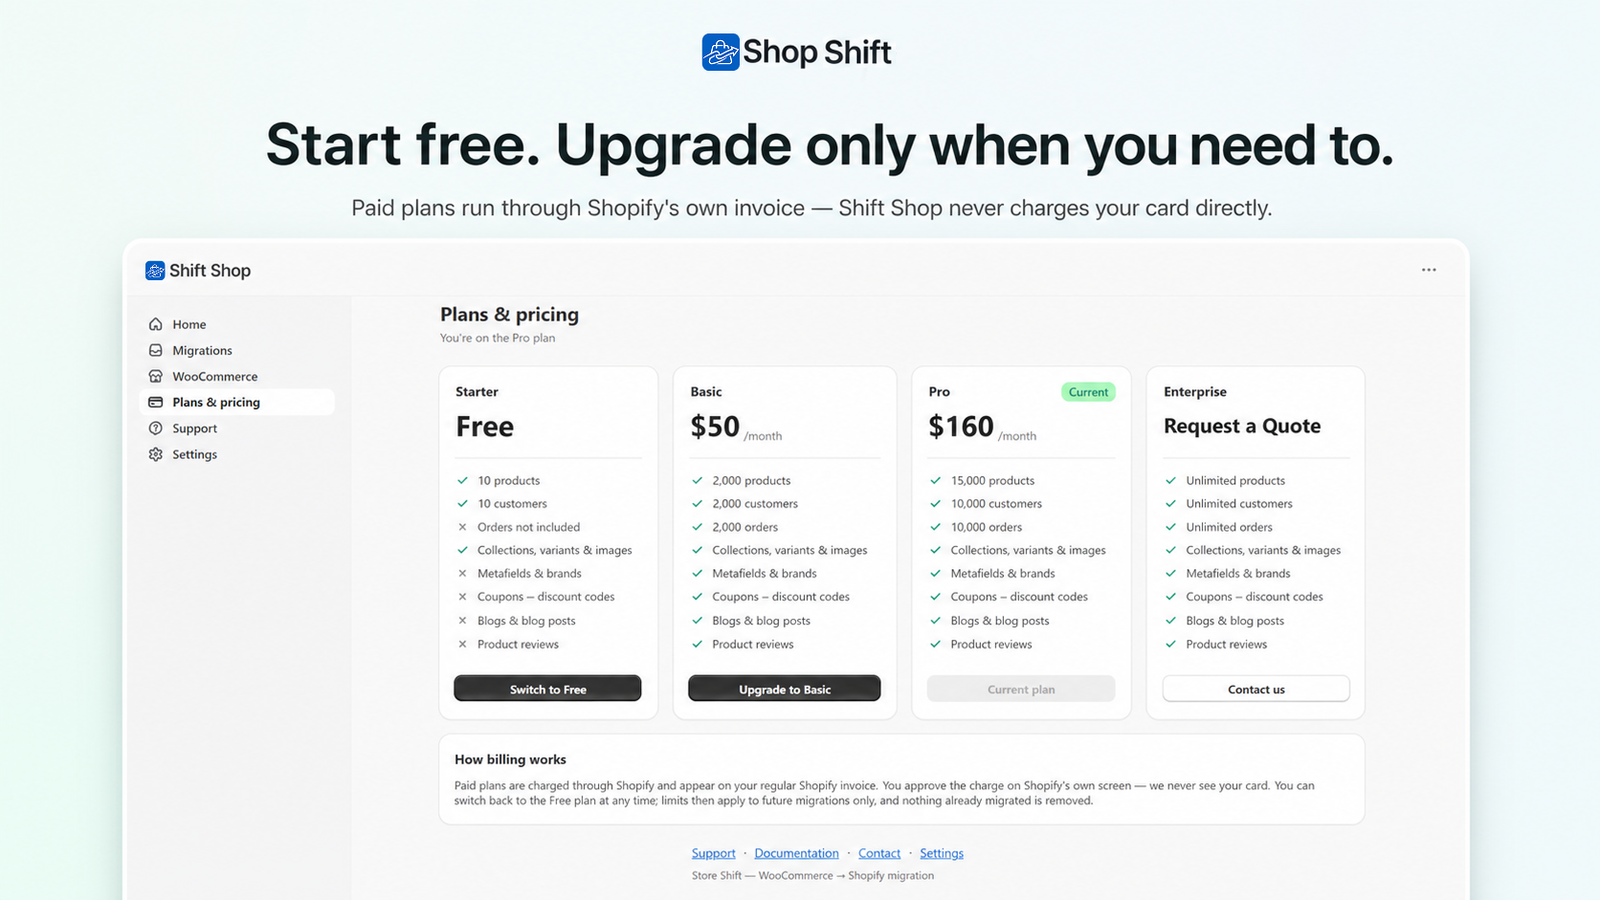 Shop Shift
Start free. Upgrade only when you need to.
Paid plans run through Shopify's own invoice — Shift Shop never charges your card directly.
Shift Shop
Home
Migrations
WooCommerce
Plans & pricing
Support
Settings
Plans & pricing
You're on the Pro plan
Starter
Free
10 products
10 customers
Orders not included
Collections, variants & images
Metafields & brands
Coupons – discount codes
Blogs & blog posts
Product reviews
Switch to Free
Basic
$50 /month
2,000 products
2,000 customers
2,000 orders
Collections, variants & images
Metafields & brands
Coupons – discount codes
Blogs & blog posts
Product reviews
Upgrade to Basic
Pro
Current
$160 /month
15,000 products
10,000 customers
10,000 orders
Collections, variants & images
Metafields & brands
Coupons – discount codes
Blogs & blog posts
Product reviews
Current plan
Enterprise
Request a Quote
Unlimited products
Unlimited customers
Unlimited orders
Collections, variants & images
Metafields & brands
Coupons – discount codes
Blogs & blog posts
Product reviews
Contact us
How billing works
Paid plans are charged through Shopify and appear on your regular Shopify invoice. You approve the charge on Shopify's own screen — we never see your card. You can
switch back to the Free plan at any time; limits then apply to future migrations only, and nothing already migrated is removed.
Support · Documentation · Contact · Settings
Store Shift — WooCommerce → Shopify migration